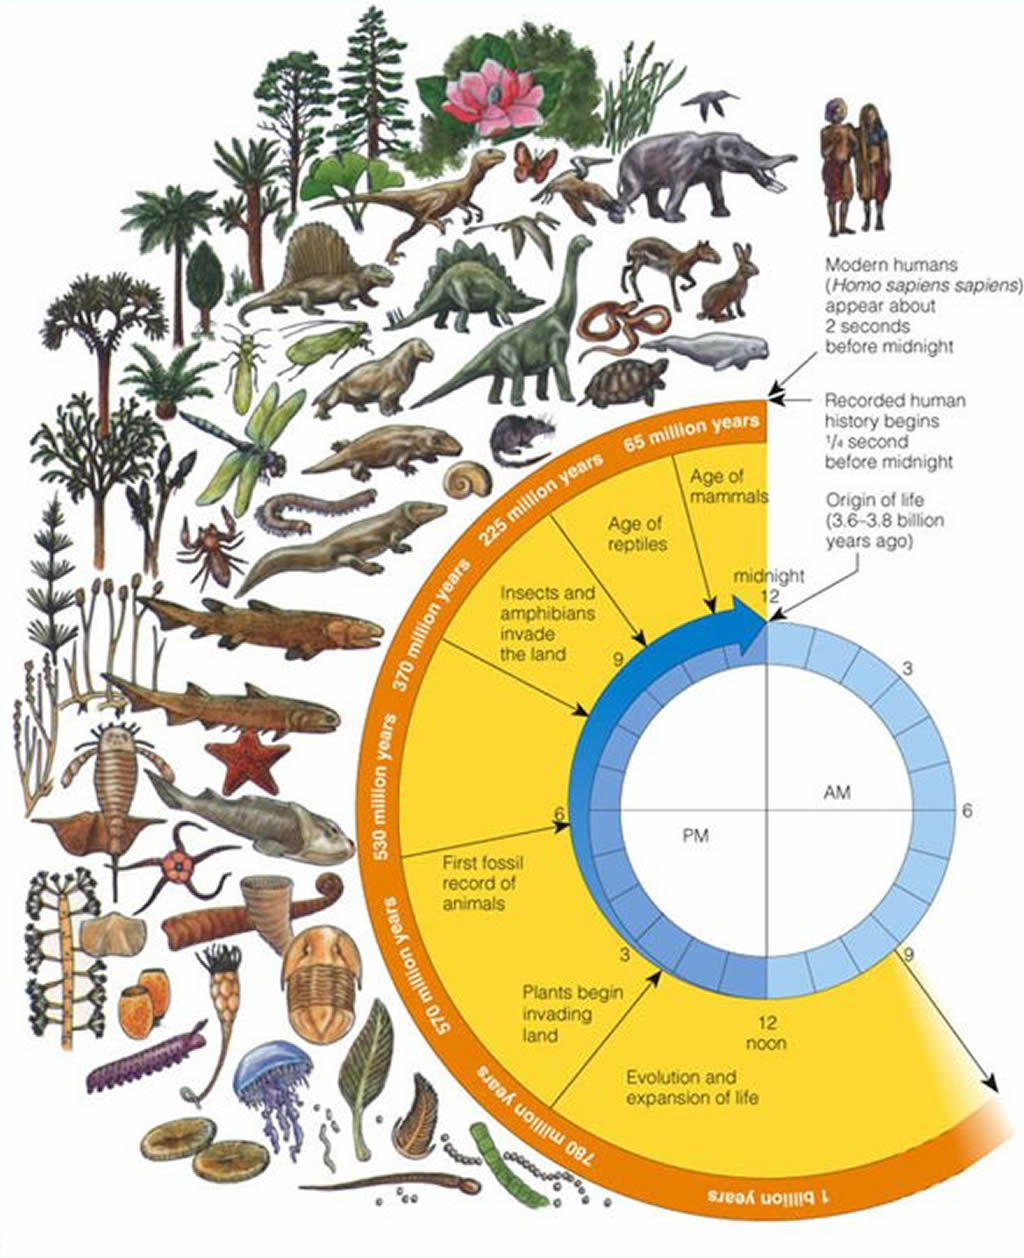 Modern humans
(Homo sapiens sapiens)
appear about
2 seconds
before midnight
Recorded human
history begins
1/4 second
before midnight
Origin of life
(3.6–3.8 billion
years ago)
65 million years
225 million years
370 million years
530 million years
570 million years
780 million years
1 billion years
Age of
mammals
Age of
reptiles
Insects and
amphibians
invade
the land
First fossil
record of
animals
Plants begin
invading
land
Evolution and
expansion of life
midnight
12
3
6
9
12
noon
3
6
9
AM
PM